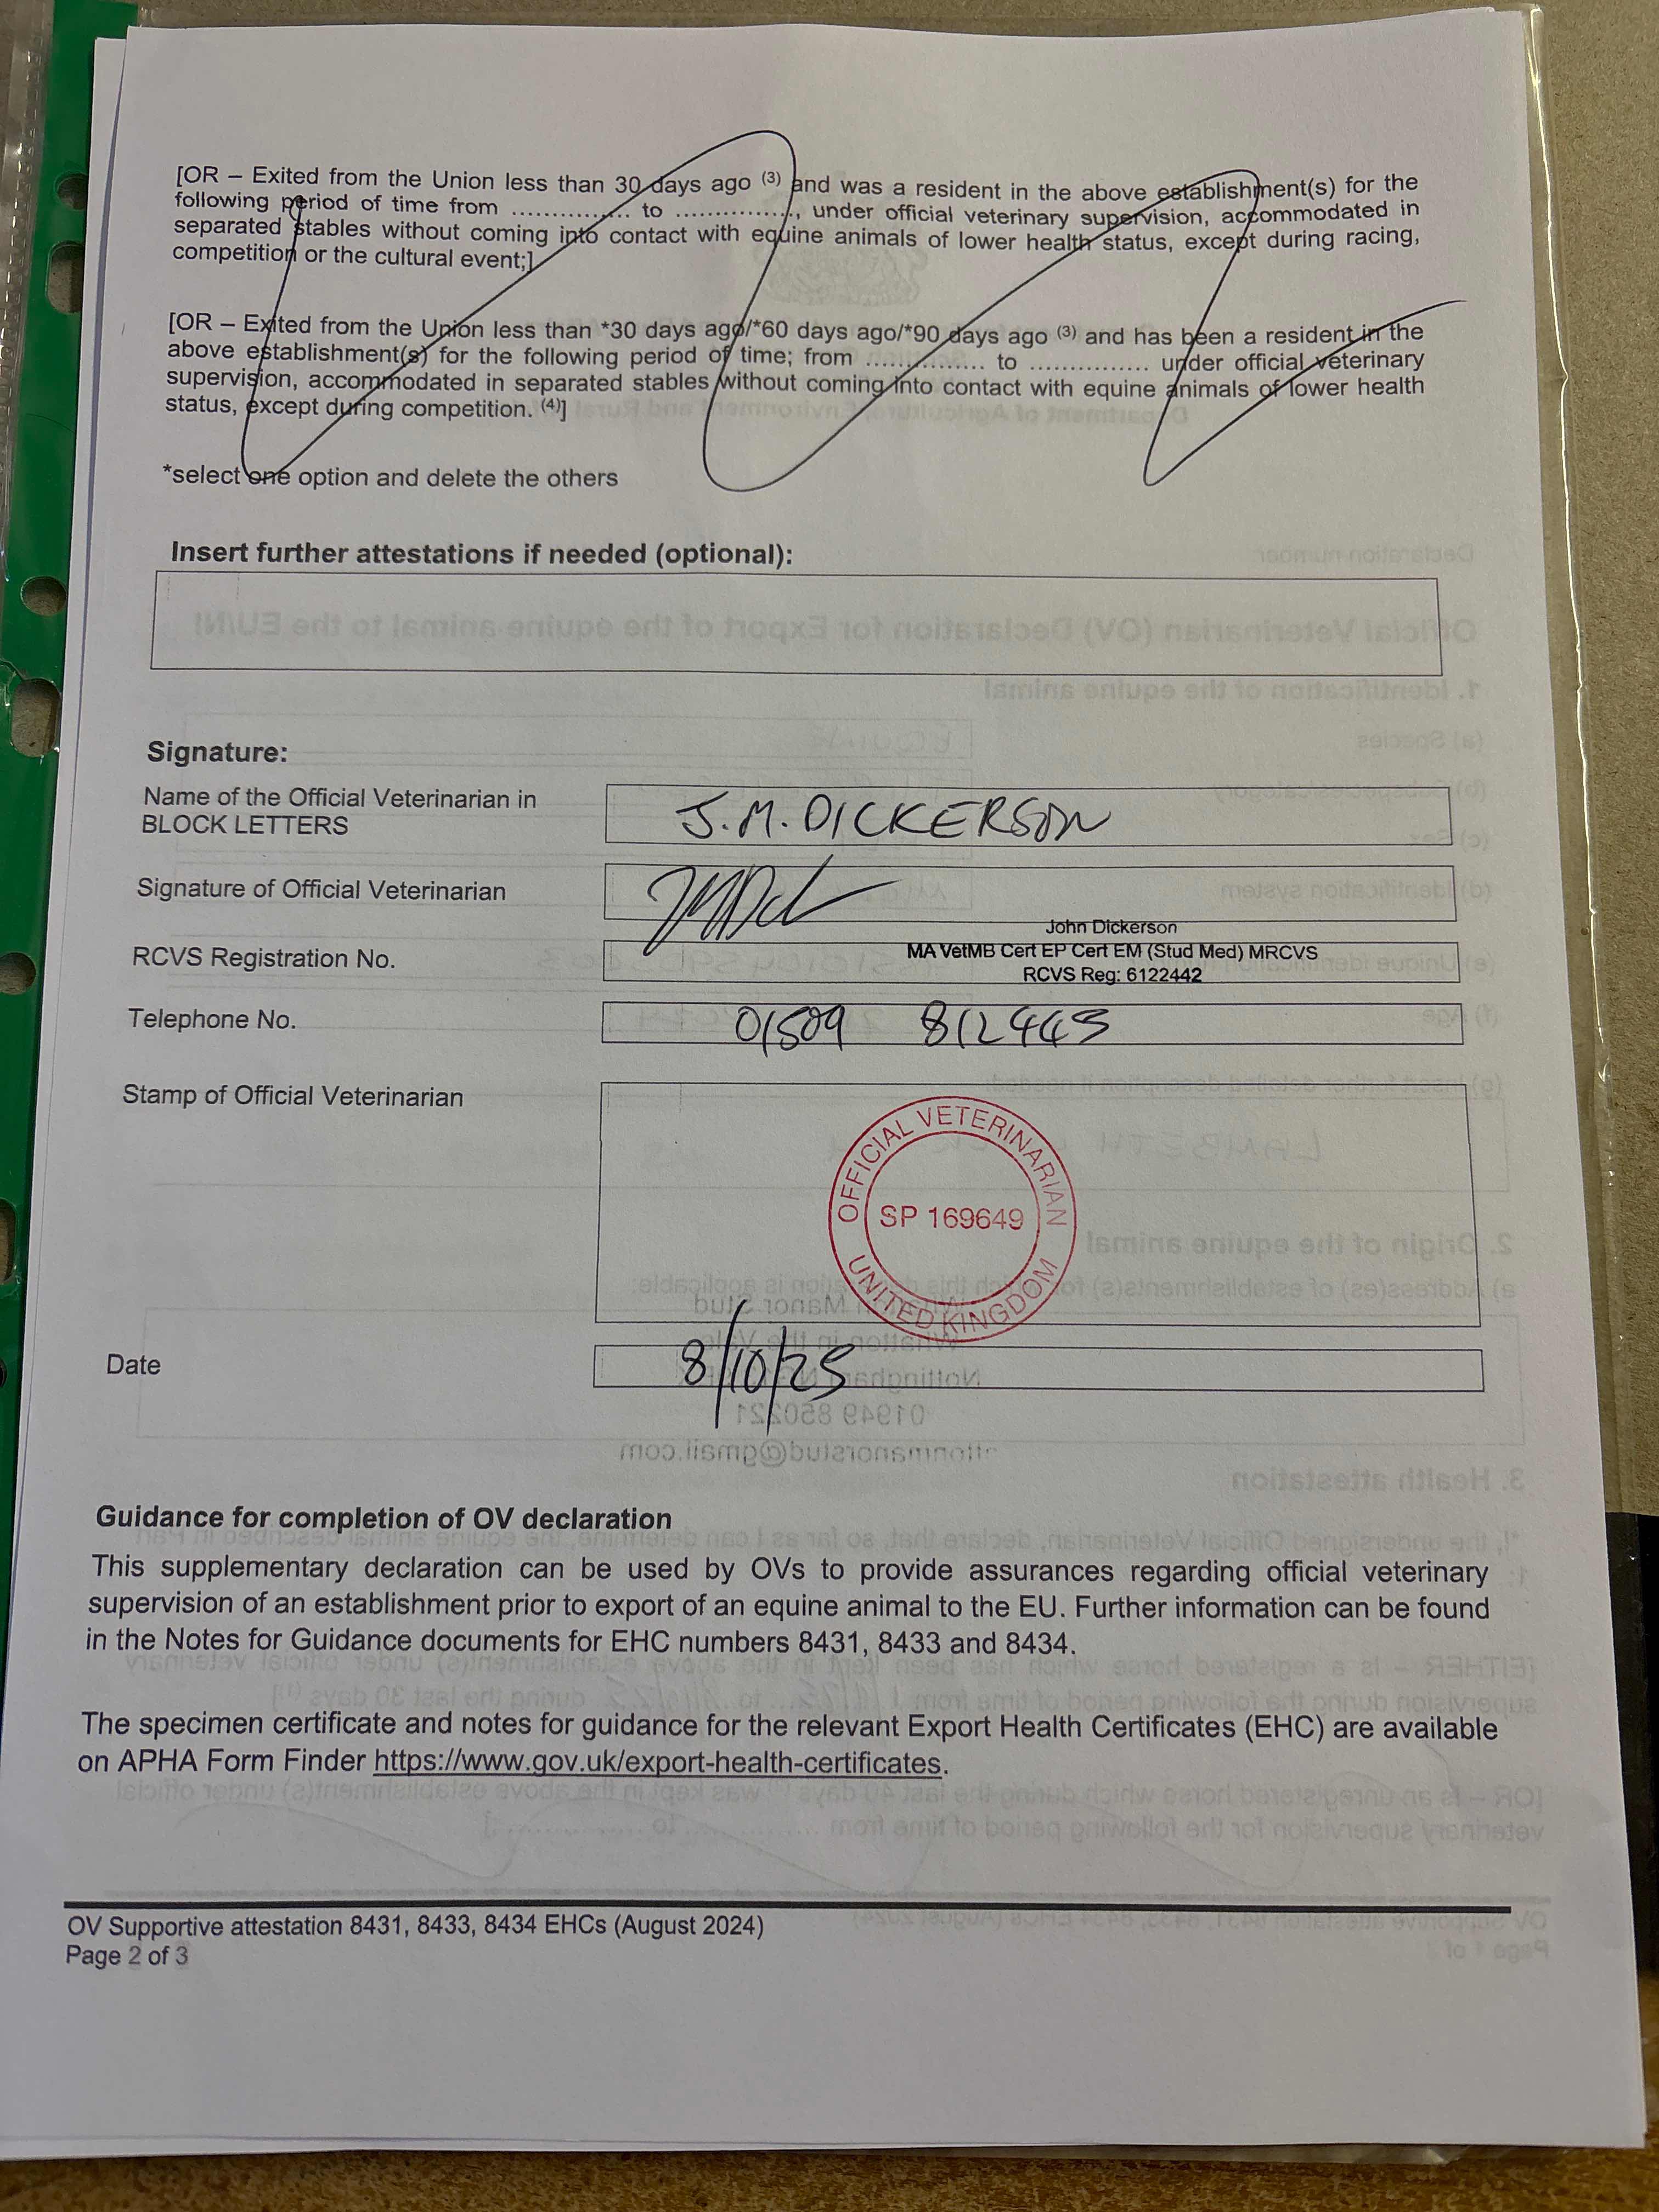 [OR – Exited from the Union less than 30 days ago (3) and was a resident in the above establishment(s) for the
following period of time from ................ to ................, under official veterinary supervision, accommodated in
separated stables without coming into contact with equine animals of lower health status, except during racing,
competition or the cultural event;]
[OR – Exited from the Union less than *30 days ago/*60 days ago/*90 days ago (3) and has been a resident in the
above establishment(s) for the following period of time; from ................ to ................ under official veterinary
supervision, accommodated in separated stables without coming into contact with equine animals of lower health
status, except during competition. (4)]
*select one option and delete the others
Insert further attestations if needed (optional):
Signature:
Name of the Official Veterinarian in
BLOCK LETTERS
J.M. DICKERSON
Signature of Official Veterinarian
John Dickerson
RCVS Registration No.
MA VetMB Cert EP Cert EM (Stud Med) MRCVS
RCVS Reg: 6122442
Telephone No.
01509 812445
Stamp of Official Veterinarian
OFFICIAL VETERINARIAN
SP 169649
UNITED KINGDOM
Date
8/10/25
Guidance for completion of OV declaration
This supplementary declaration can be used by OVs to provide assurances regarding official veterinary
supervision of an establishment prior to export of an equine animal to the EU. Further information can be found
in the Notes for Guidance documents for EHC numbers 8431, 8433 and 8434.
The specimen certificate and notes for guidance for the relevant Export Health Certificates (EHC) are available
on APHA Form Finder https://www.gov.uk/export-health-certificates.
OV Supportive attestation 8431, 8433, 8434 EHCs (August 2024)
Page 2 of 3